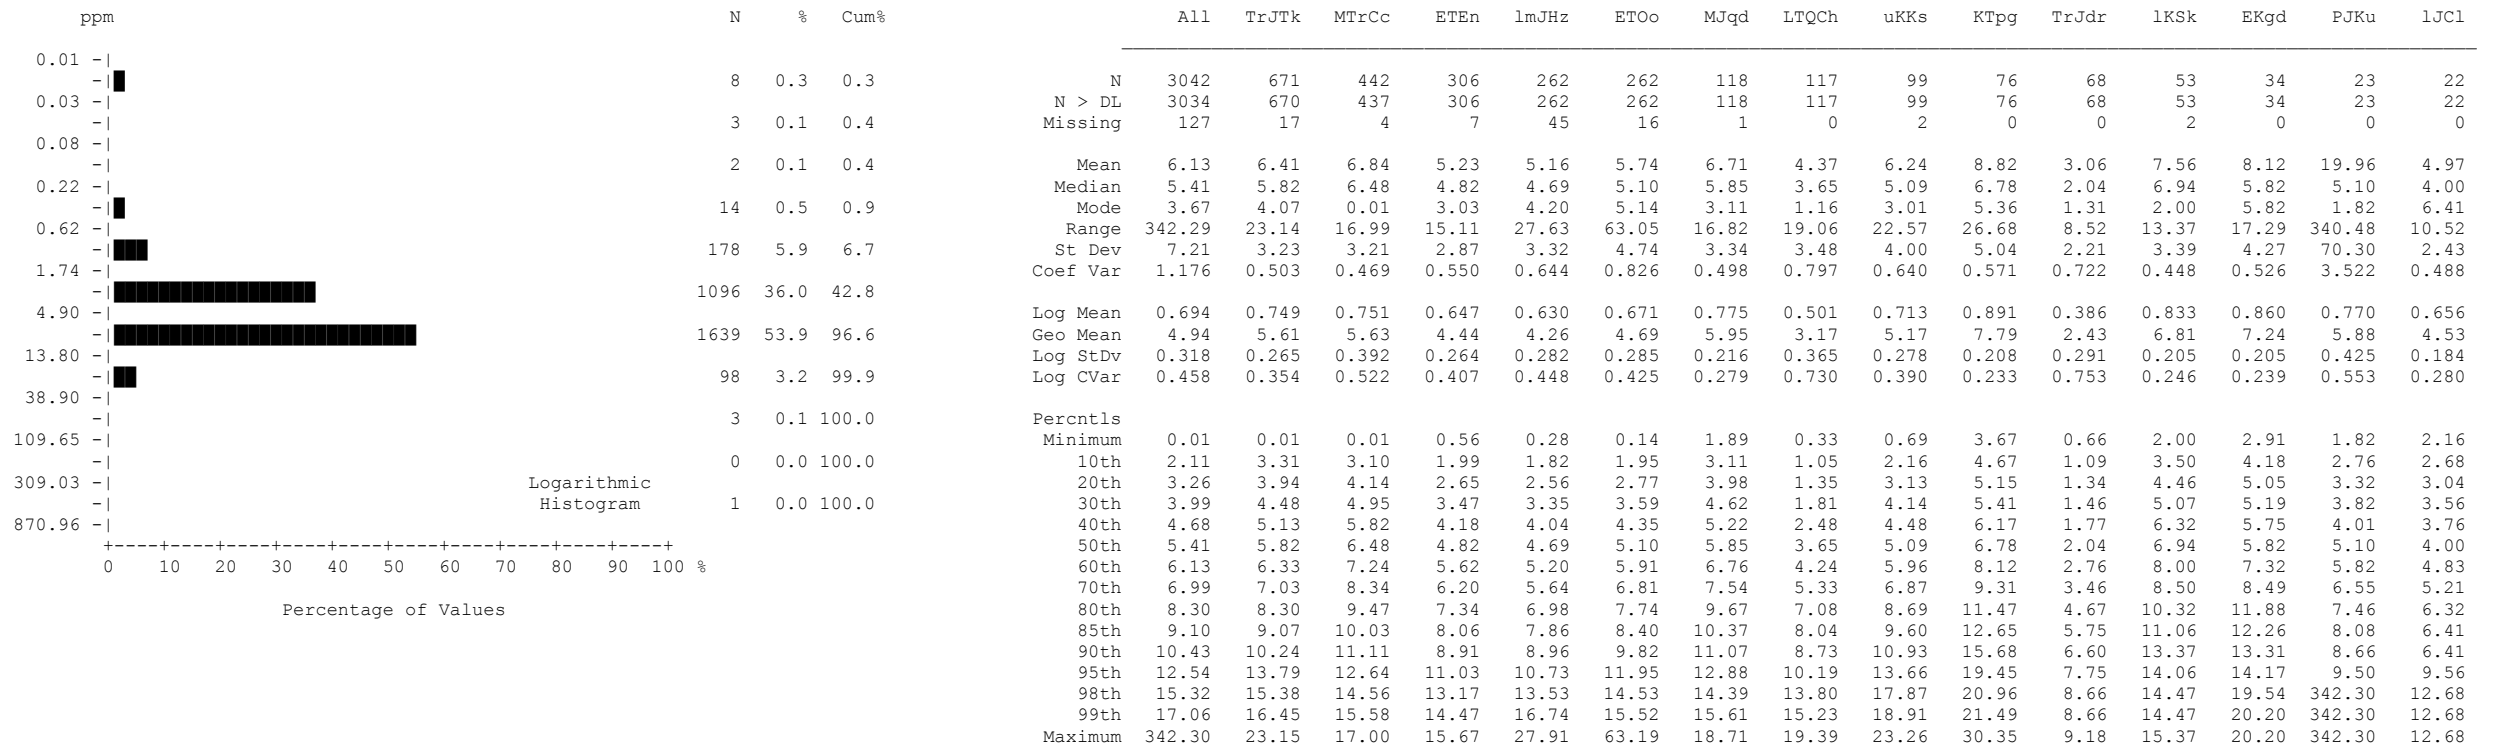 ppm N % Cum% All TrJTk MTrCc ETEn lmJHz ETOo MJqd LTQCh uKKs KTpg TrJdr lKSk EKgd PJKu lJCl
0.01 -|
-| 8 0.3 0.3 N 3042 671 442 306 262 262 118 117 99 76 68 53 34 23 22
0.03 -| N > DL 3034 670 437 306 262 262 118 117 99 76 68 53 34 23 22
-| 3 0.1 0.4 Missing 127 17 4 7 45 16 1 0 2 0 0 2 0 0 0
0.08 -|
-| 2 0.1 0.4 Mean 6.13 6.41 6.84 5.23 5.16 5.74 6.71 4.37 6.24 8.82 3.06 7.56 8.12 19.96 4.97
0.22 -| Median 5.41 5.82 6.48 4.82 4.69 5.10 5.85 3.65 5.09 6.78 2.04 6.94 5.82 5.10 4.00
-| 14 0.5 0.9 Mode 3.67 4.07 0.01 3.03 4.20 5.14 3.11 1.16 3.01 5.36 1.31 2.00 5.82 1.82 6.41
0.62 -| Range 342.29 23.14 16.99 15.11 27.63 63.05 16.82 19.06 22.57 26.68 8.52 13.37 17.29 340.48 10.52
-| 178 5.9 6.7 St Dev 7.21 3.23 3.21 2.87 3.32 4.74 3.34 3.48 4.00 5.04 2.21 3.39 4.27 70.30 2.43
1.74 -| Coef Var 1.176 0.503 0.469 0.550 0.644 0.826 0.498 0.797 0.640 0.571 0.722 0.448 0.526 3.522 0.488
-| 1096 36.0 42.8
4.90 -| Log Mean 0.694 0.749 0.751 0.647 0.630 0.671 0.775 0.501 0.713 0.891 0.386 0.833 0.860 0.770 0.656
-| 1639 53.9 96.6 Geo Mean 4.94 5.61 5.63 4.44 4.26 4.69 5.95 3.17 5.17 7.79 2.43 6.81 7.24 5.88 4.53
13.80 -| Log StDv 0.318 0.265 0.392 0.264 0.282 0.285 0.216 0.365 0.278 0.208 0.291 0.205 0.205 0.425 0.184
-| 98 3.2 99.9 Log CVar 0.458 0.354 0.522 0.407 0.448 0.425 0.279 0.730 0.390 0.233 0.753 0.246 0.239 0.553 0.280
38.90 -|
-| 3 0.1 100.0 Percntls
109.65 -| Minimum 0.01 0.01 0.01 0.56 0.28 0.14 1.89 0.33 0.69 3.67 0.66 2.00 2.91 1.82 2.16
-| 0 0.0 100.0 10th 2.11 3.31 3.10 1.99 1.82 1.95 3.11 1.05 2.16 4.67 1.09 3.50 4.18 2.76 2.68
309.03 -| Logarithmic 20th 3.26 3.94 4.14 2.65 2.56 2.77 3.98 1.35 3.13 5.15 1.34 4.46 5.05 3.32 3.04
-| Histogram 1 0.0 100.0 30th 3.99 4.48 4.95 3.47 3.35 3.59 4.62 1.81 4.14 5.41 1.46 5.07 5.19 3.82 3.56
870.96 -| 40th 4.68 5.13 5.82 4.18 4.04 4.35 5.22 2.48 4.48 6.17 1.77 6.32 5.75 4.01 3.76
+----+----+----+----+----+----+----+----+----+----+ 50th 5.41 5.82 6.48 4.82 4.69 5.10 5.85 3.65 5.09 6.78 2.04 6.94 5.82 5.10 4.00
0 10 20 30 40 50 60 70 80 90 100 % 60th 6.13 6.33 7.24 5.62 5.20 5.91 6.76 4.24 5.96 8.12 2.76 8.00 7.32 5.82 4.83
70th 6.99 7.03 8.34 6.20 5.64 6.81 7.54 5.33 6.87 9.31 3.46 8.50 8.49 6.55 5.21
Percentage of Values 80th 8.30 8.30 9.47 7.34 6.98 7.74 9.67 7.08 8.69 11.47 4.67 10.32 11.88 7.46 6.32
85th 9.10 9.07 10.03 8.06 7.86 8.40 10.37 8.04 9.60 12.65 5.75 11.06 12.26 8.08 6.41
90th 10.43 10.24 11.11 8.91 8.96 9.82 11.07 8.73 10.93 15.68 6.60 13.37 13.31 8.66 6.41
95th 12.54 13.79 12.64 11.03 10.73 11.95 12.88 10.19 13.66 19.45 7.75 14.06 14.17 9.50 9.56
98th 15.32 15.38 14.56 13.17 13.53 14.53 14.39 13.80 17.87 20.96 8.66 14.47 19.54 342.30 12.68
99th 17.06 16.45 15.58 14.47 16.74 15.52 15.61 15.23 18.91 21.49 8.66 14.47 20.20 342.30 12.68
Maximum 342.30 23.15 17.00 15.67 27.91 63.19 18.71 19.39 23.26 30.35 9.18 15.37 20.20 342.30 12.68